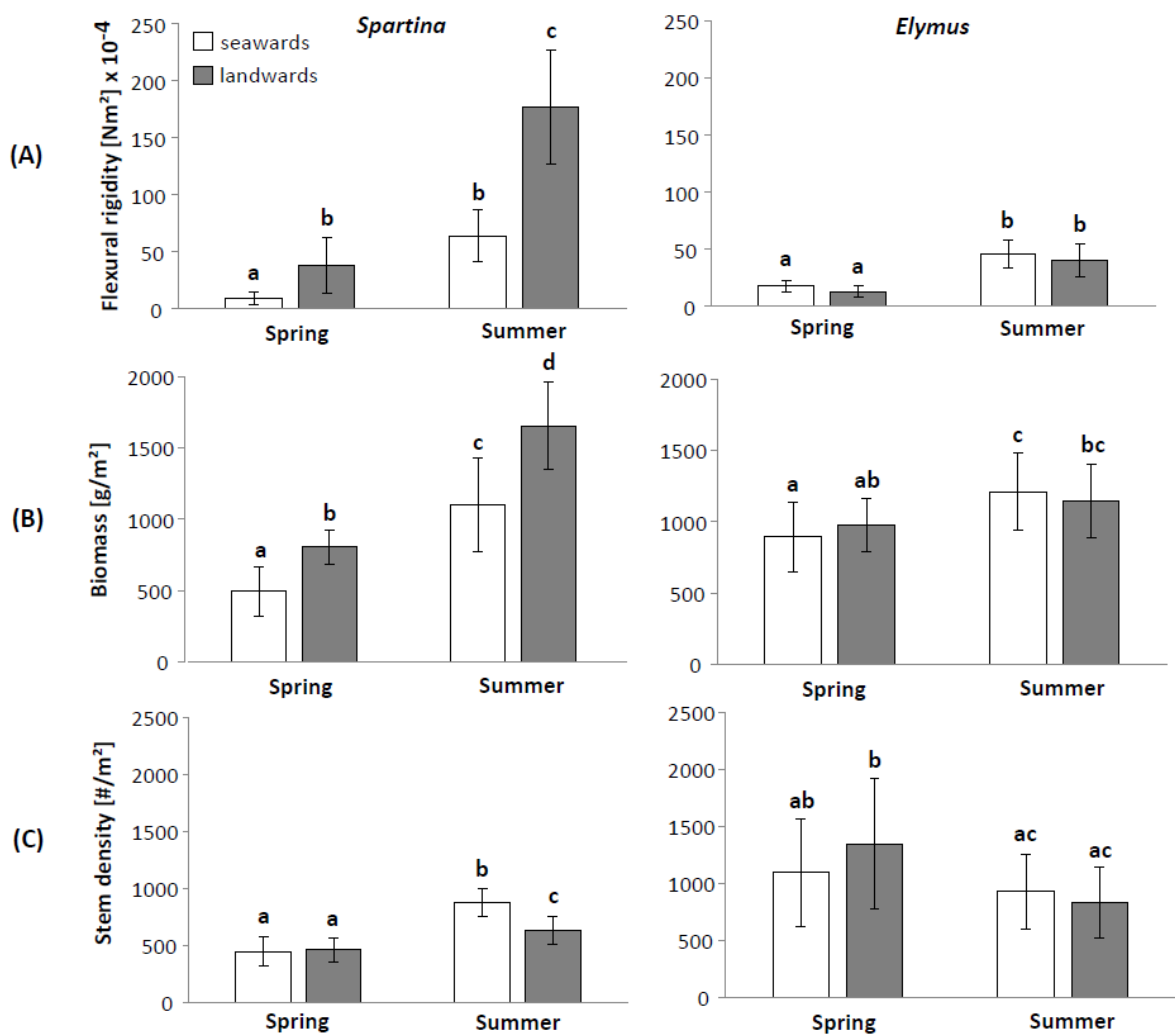 Spartina
Elymus
(A)
Flexural rigidity [Nm²] x 10⁻⁴
250
200
150
100
50
0
seawards
landwards
a
b
b
c
Spring
Summer
250
200
150
100
50
0
a
a
b
b
Spring
Summer
(B)
Biomass [g/m²]
2000
1500
1000
500
0
a
b
c
d
Spring
Summer
2000
1500
1000
500
0
a
ab
c
bc
Spring
Summer
(C)
Stem density [#/m²]
2500
2000
1500
1000
500
0
a
a
b
c
Spring
Summer
2500
2000
1500
1000
500
0
ab
b
ac
ac
Spring
Summer